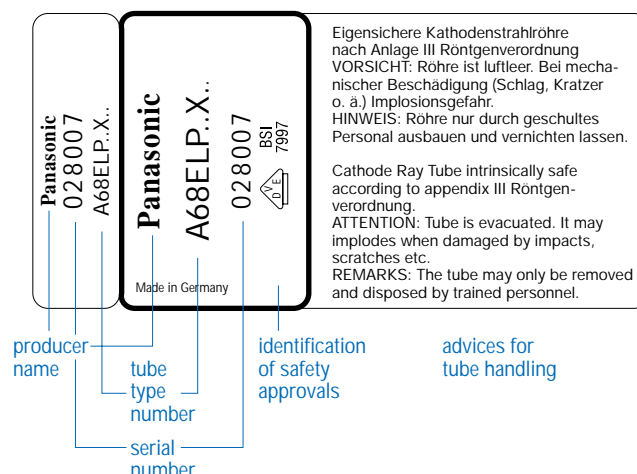 Panasonic
028007
A68ELP..X..
Panasonic
A68ELP..X..
028007
BSI
7997
VDE
Made in Germany
Eigensichere Kathodenstrahlröhre
nach Anlage III Röntgenverordnung
VORSICHT: Röhre ist luftleer. Bei mecha-
nischer Beschädigung (Schlag, Kratzer
o. ä.) Implosionsgefahr.
HINWEIS: Röhre nur durch geschultes
Personal ausbauen und vernichten lassen.
Cathode Ray Tube intrinsically safe
according to appendix III Röntgen-
verordnung.
ATTENTION: Tube is evacuated. It may
implodes when damaged by impacts,
scratches etc.
REMARKS: The tube may only be removed
and disposed by trained personnel.
producer
name
tube
type
number
serial
number
identification
of safety
approvals
advices for
tube handling